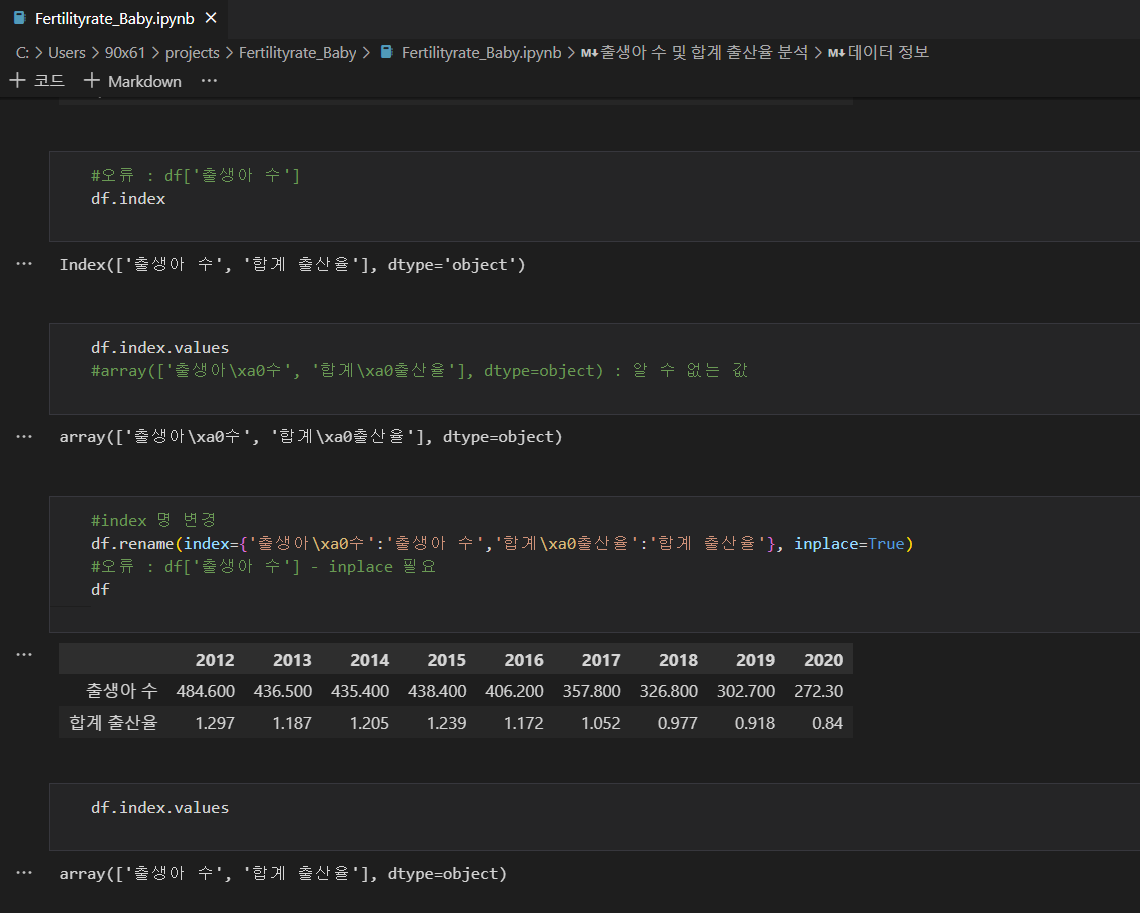 Fertilityrate_Baby.ipynb ×
C: > Users > 90x61 > projects > Fertilityrate_Baby > Fertilityrate_Baby.ipynb > M↓출생아 수 및 합계 출산율 분석 > M↓데이터 정보
+ 코드 + Markdown ...
#오류 : df['출생아 수']
df.index
... Index(['출생아 수', '합계 출산율'], dtype='object')
df.index.values
#array(['출생아\xa0수', '합계\xa0출산율'], dtype=object) : 알 수 없는 값
... array(['출생아\xa0수', '합계\xa0출산율'], dtype=object)
#index 명 변경
df.rename(index={'출생아\xa0수':'출생아 수','합계\xa0출산율':'합계 출산율'}, inplace=True)
#오류 : df['출생아 수'] - inplace 필요
df
...
2012 2013 2014 2015 2016 2017 2018 2019 2020
출생아 수 484.600 436.500 435.400 438.400 406.200 357.800 326.800 302.700 272.30
합계 출산율 1.297 1.187 1.205 1.239 1.172 1.052 0.977 0.918 0.84
df.index.values
... array(['출생아 수', '합계 출산율'], dtype=object)